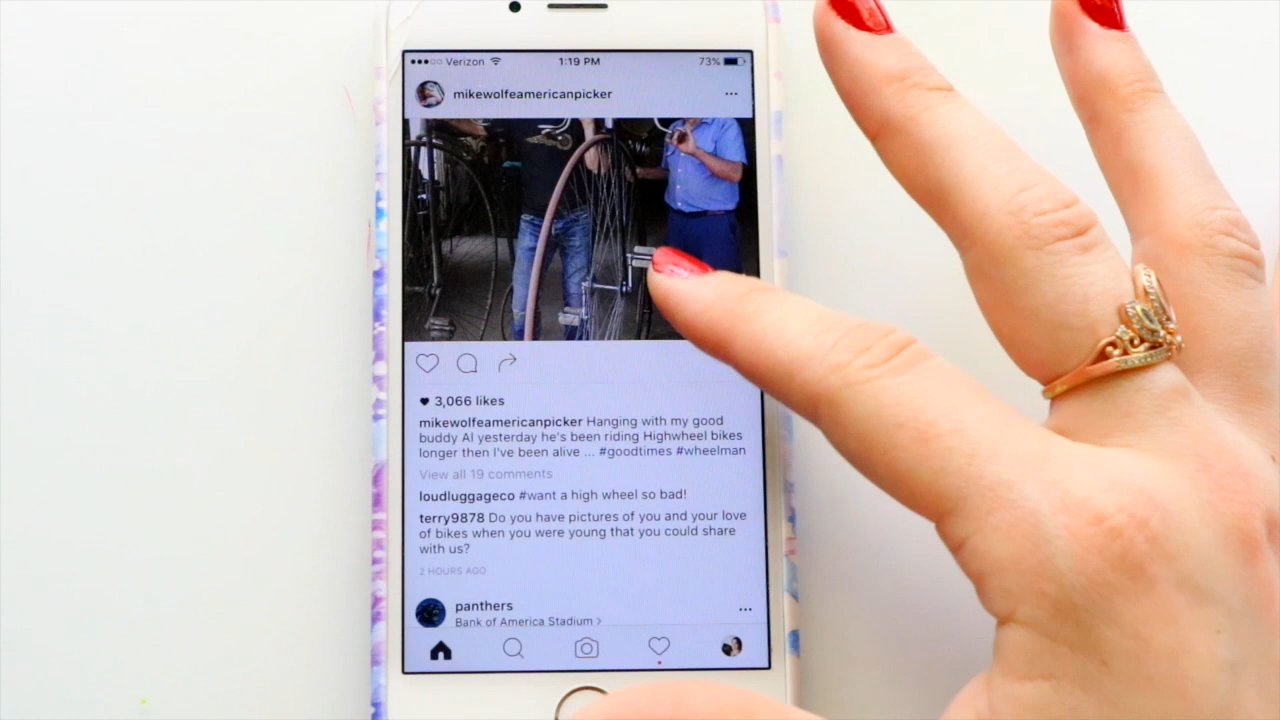 Verizon 1:19 PM 73%
mikewolfeamericanpicker
3,066 likes
mikewolfeamericanpicker Hanging with my good
buddy Al yesterday he's been riding Highwheel bikes
longer then I've been alive ... #goodtimes #wheelman
View all 19 comments
loudluggageco #want a high wheel so bad!
terry9878 Do you have pictures of you and your love
of bikes when you were young that you could share
with us?
2 HOURS AGO
panthers
Bank of America Stadium >